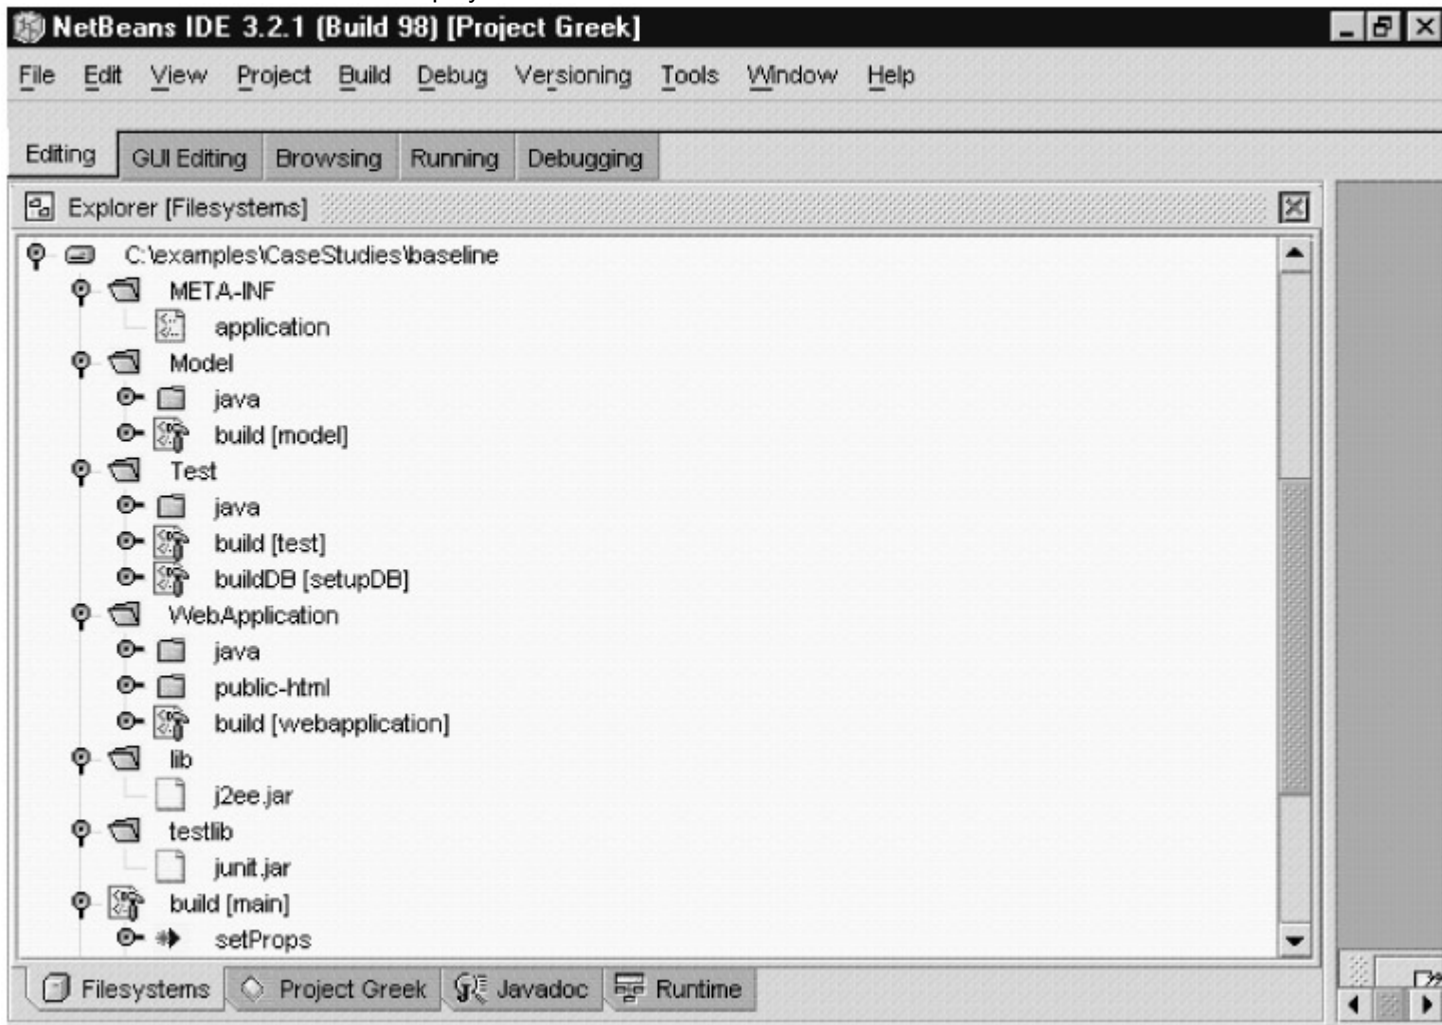 NetBeans IDE 3.2.1 (Build 98) [Project Greek]
File Edit View Project Build Debug Versioning Tools Window Help
Editing GUI Editing Browsing Running Debugging
Explorer [Filesystems]
C:\examples\CaseStudies\baseline
META-INF
application
Model
java
build [model]
Test
java
build [test]
buildDB [setupDB]
WebApplication
java
public-html
build [webapplication]
lib
j2ee.jar
testlib
junit.jar
build [main]
setProps
Filesystems Project Greek Javadoc Runtime